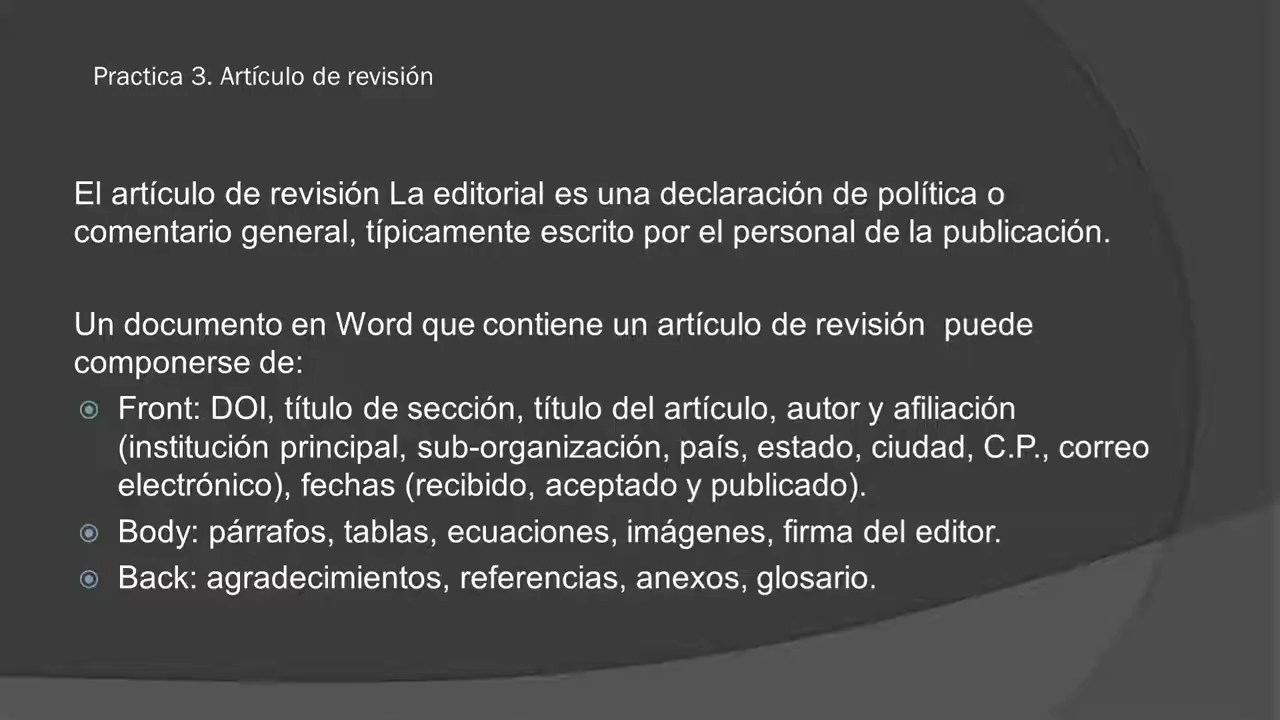 Practica 3. Artículo de revisión
El artículo de revisión La editorial es una declaración de política o
comentario general, típicamente escrito por el personal de la publicación.
Un documento en Word que contiene un artículo de revisión  puede
componerse de:
Front: DOI, título de sección, título del artículo, autor y afiliación
(institución principal, sub-organización, país, estado, ciudad, C.P., correo
electrónico), fechas (recibido, aceptado y publicado).
Body: párrafos, tablas, ecuaciones, imágenes, firma del editor.
Back: agradecimientos, referencias, anexos, glosario.